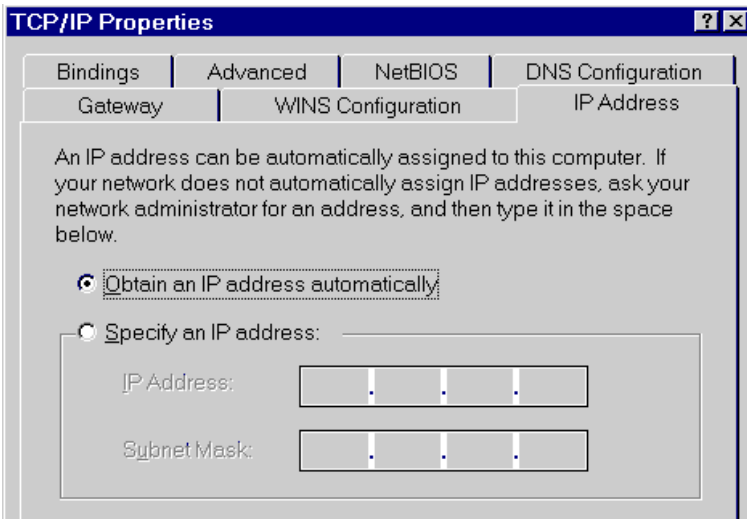 TCP/IP Properties
? ×
Bindings Advanced NetBIOS DNS Configuration
Gateway WINS Configuration IP Address
An IP address can be automatically assigned to this computer. If
your network does not automatically assign IP addresses, ask your
network administrator for an address, and then type it in the space
below.
Obtain an IP address automatically
Specify an IP address:
IP Address:
. . .
Subnet Mask:
. . .